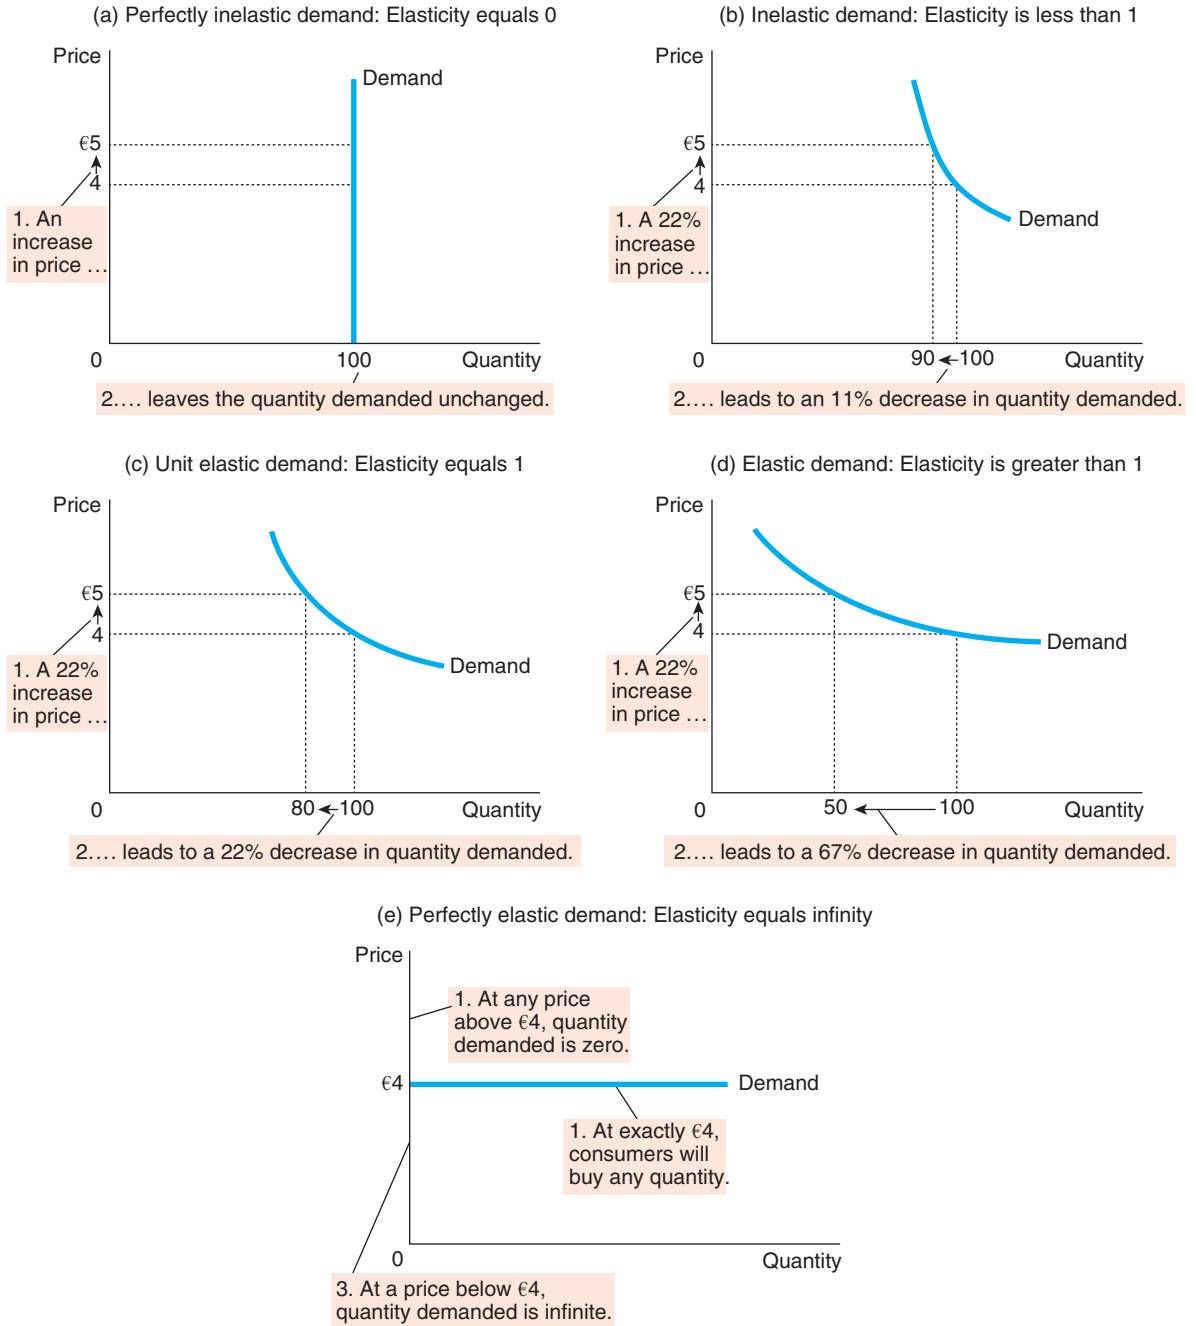 (a) Perfectly inelastic demand: Elasticity equals 0
Price
Demand
€5
4
1. An
increase
in price …
0
100
Quantity
2.… leaves the quantity demanded unchanged.
(b) Inelastic demand: Elasticity is less than 1
Price
€5
4
1. A 22%
increase
in price …
Demand
0
90
100
Quantity
2.… leads to an 11% decrease in quantity demanded.
(c) Unit elastic demand: Elasticity equals 1
Price
€5
4
1. A 22%
increase
in price …
Demand
0
80
100
Quantity
2.… leads to a 22% decrease in quantity demanded.
(d) Elastic demand: Elasticity is greater than 1
Price
€5
4
1. A 22%
increase
in price …
Demand
0
50
100
Quantity
2.… leads to a 67% decrease in quantity demanded.
(e) Perfectly elastic demand: Elasticity equals infinity
Price
1. At any price
above €4, quantity
demanded is zero.
€4
Demand
1. At exactly €4,
consumers will
buy any quantity.
0
Quantity
3. At a price below €4,
quantity demanded is infinite.